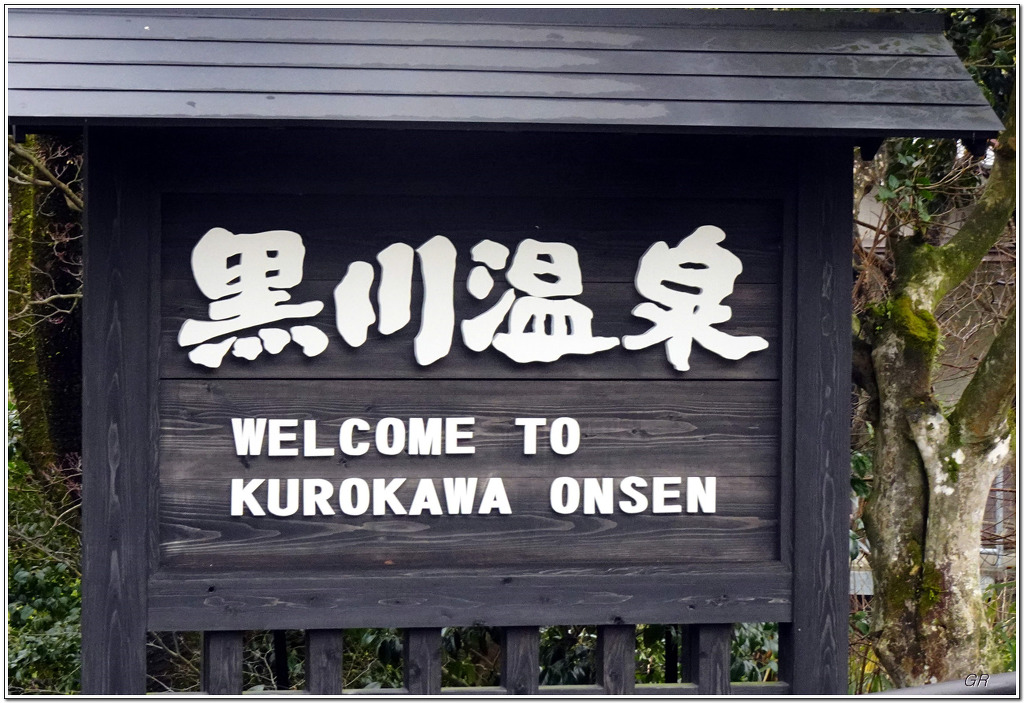 黒川温泉
WELCOME TO
KUROKAWA ONSEN
GR